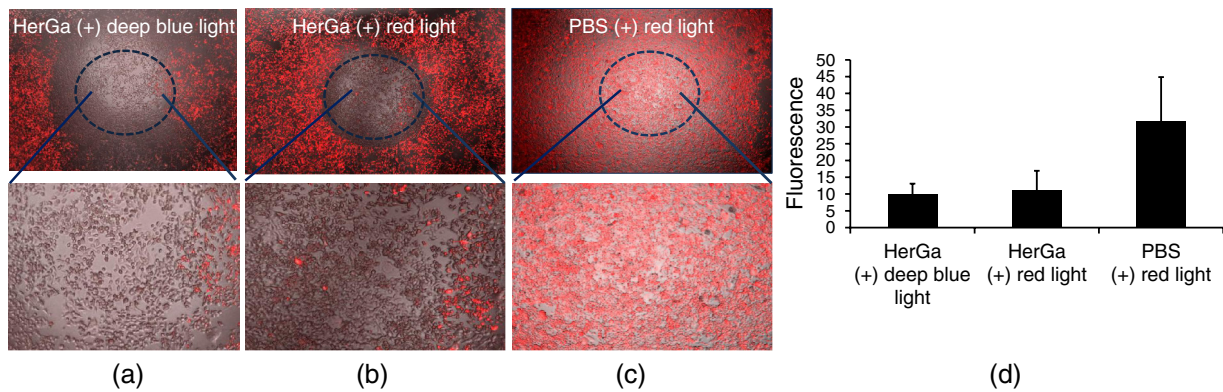 HerGa (+) deep blue light
HerGa (+) red light
PBS (+) red light
(a)
(b)
(c)
Fluorescence
50
45
40
35
30
25
20
15
10
5
0
HerGa
(+) deep blue
light
HerGa
(+) red light
PBS
(+) red light
(d)